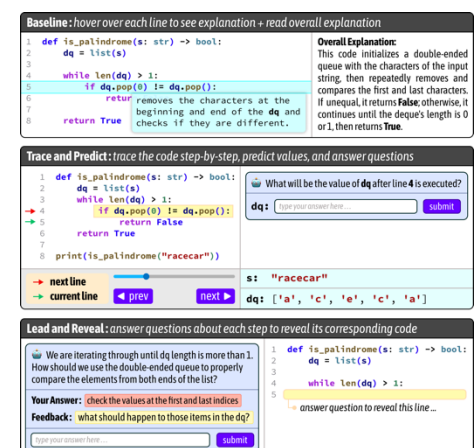 Baseline: hover over each line to see explanation + read overall explanation
1 def is_palindrome(s: str) -> bool:
2 dq = list(s)
3
4 while len(dq) > 1:
5 if dq.pop(0) != dq.pop():
6 retur
7
8 return True
removes the characters at the
beginning and end of the dq and
checks if they are different.
Overall Explanation:
This code initializes a double-ended
queue with the characters of the input
string, then repeatedly removes and
compares the first and last characters.
If unequal, it returns False; otherwise, it
continues until the deque's length is 0
or 1, then returns True.
Trace and Predict: trace the code step-by-step, predict values, and answer questions
1 def is_palindrome(s: str) -> bool:
2 dq = list(s)
3 while len(dq) > 1:
4 if dq.pop(0) != dq.pop():
5 return False
6 return True
7
8 print(is_palindrome("racecar"))
next line
current line
prev
next
What will be the value of dq after line 4 is executed?
dq: type your answer here... submit
s: "racecar"
dq: ['a', 'c', 'e', 'c', 'a']
Lead and Reveal: answer questions about each step to reveal its corresponding code
We are iterating through until dq length is more than 1.
How should we use the double-ended queue to properly
compare the elements from both ends of the list?
Your Answer: check the values at the first and last indices
Feedback: what should happen to those items in the dq?
type your answer here... submit
1 def is_palindrome(s: str) -> bool:
2 dq = list(s)
3
4 while len(dq) > 1:
5
answer question to reveal this line ...